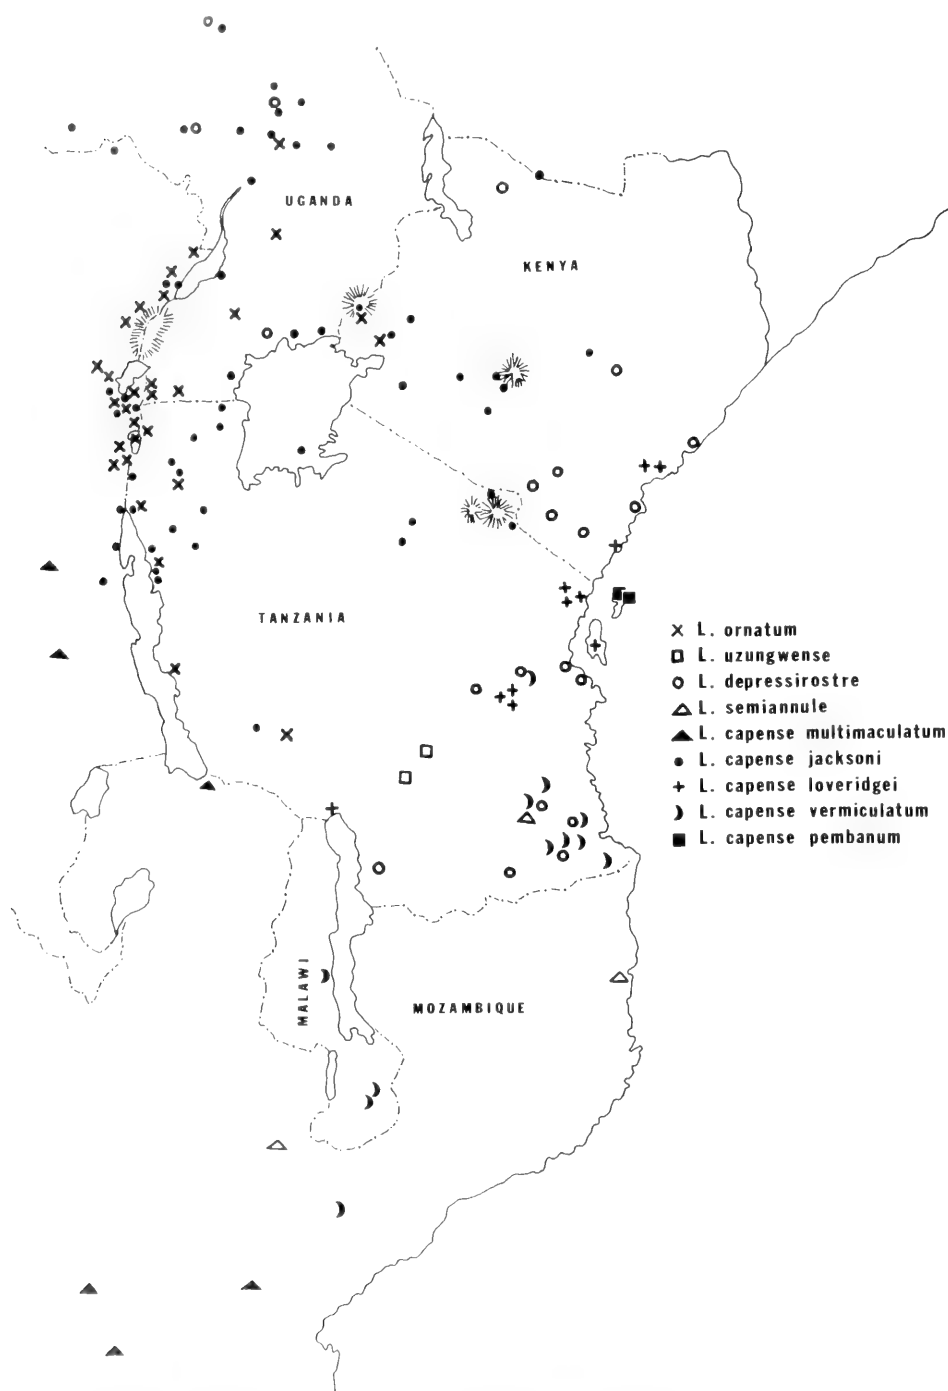 UGANDA
KENYA
TANZANIA
L. ornatum
L. uzungwense
L. depressirostre
L. semiannule
L. capense multimaculatum
L. capense jacksoni
L. capense loveridgei
L. capense vermiculatum
L. capense pembanum
MALAWI
MOZAMBIQUE